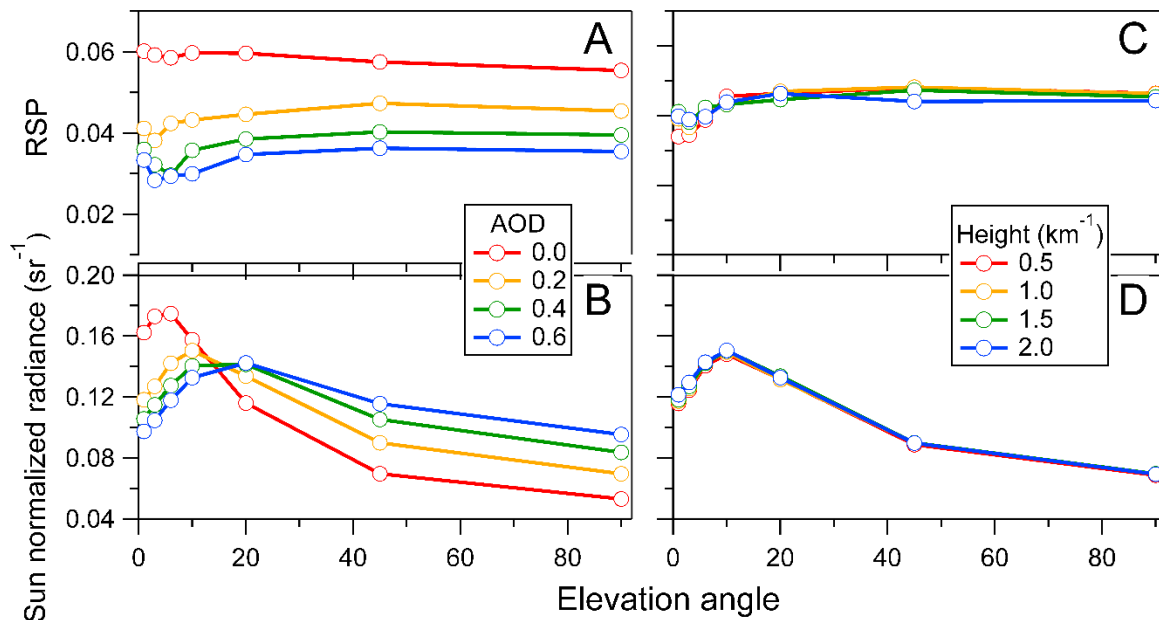 A
C
RSP
0.06
0.04
0.02
AOD
0.0
0.2
0.4
0.6
Height (km⁻¹)
0.5
1.0
1.5
2.0
B
D
Sun normalized radiance (sr⁻¹)
0.20
0.16
0.12
0.08
0.04
0 20 40 60 80
0 20 40 60 80
Elevation angle